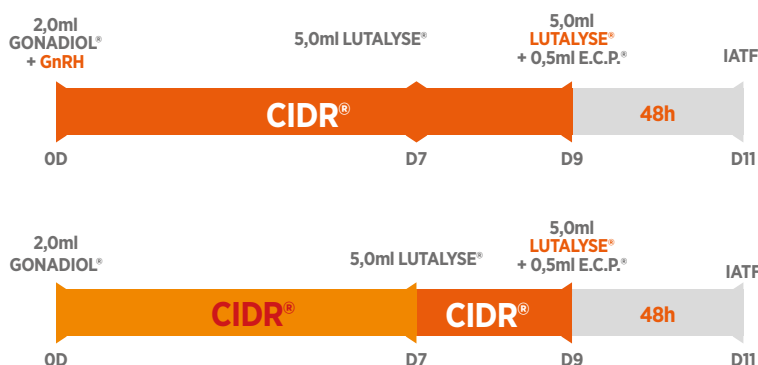 2,0ml
GONADIOL®
+ GnRH
5,0ml LUTALYSE®
5,0ml
LUTALYSE®
+ 0,5ml E.C.P.®
IATF
CIDR®
48h
0D
D7
D9
D11
2,0ml
GONADIOL®
5,0ml LUTALYSE®
5,0ml
LUTALYSE®
+ 0,5ml E.C.P.®
IATF
CIDR®
CIDR®
48h
0D
D7
D9
D11